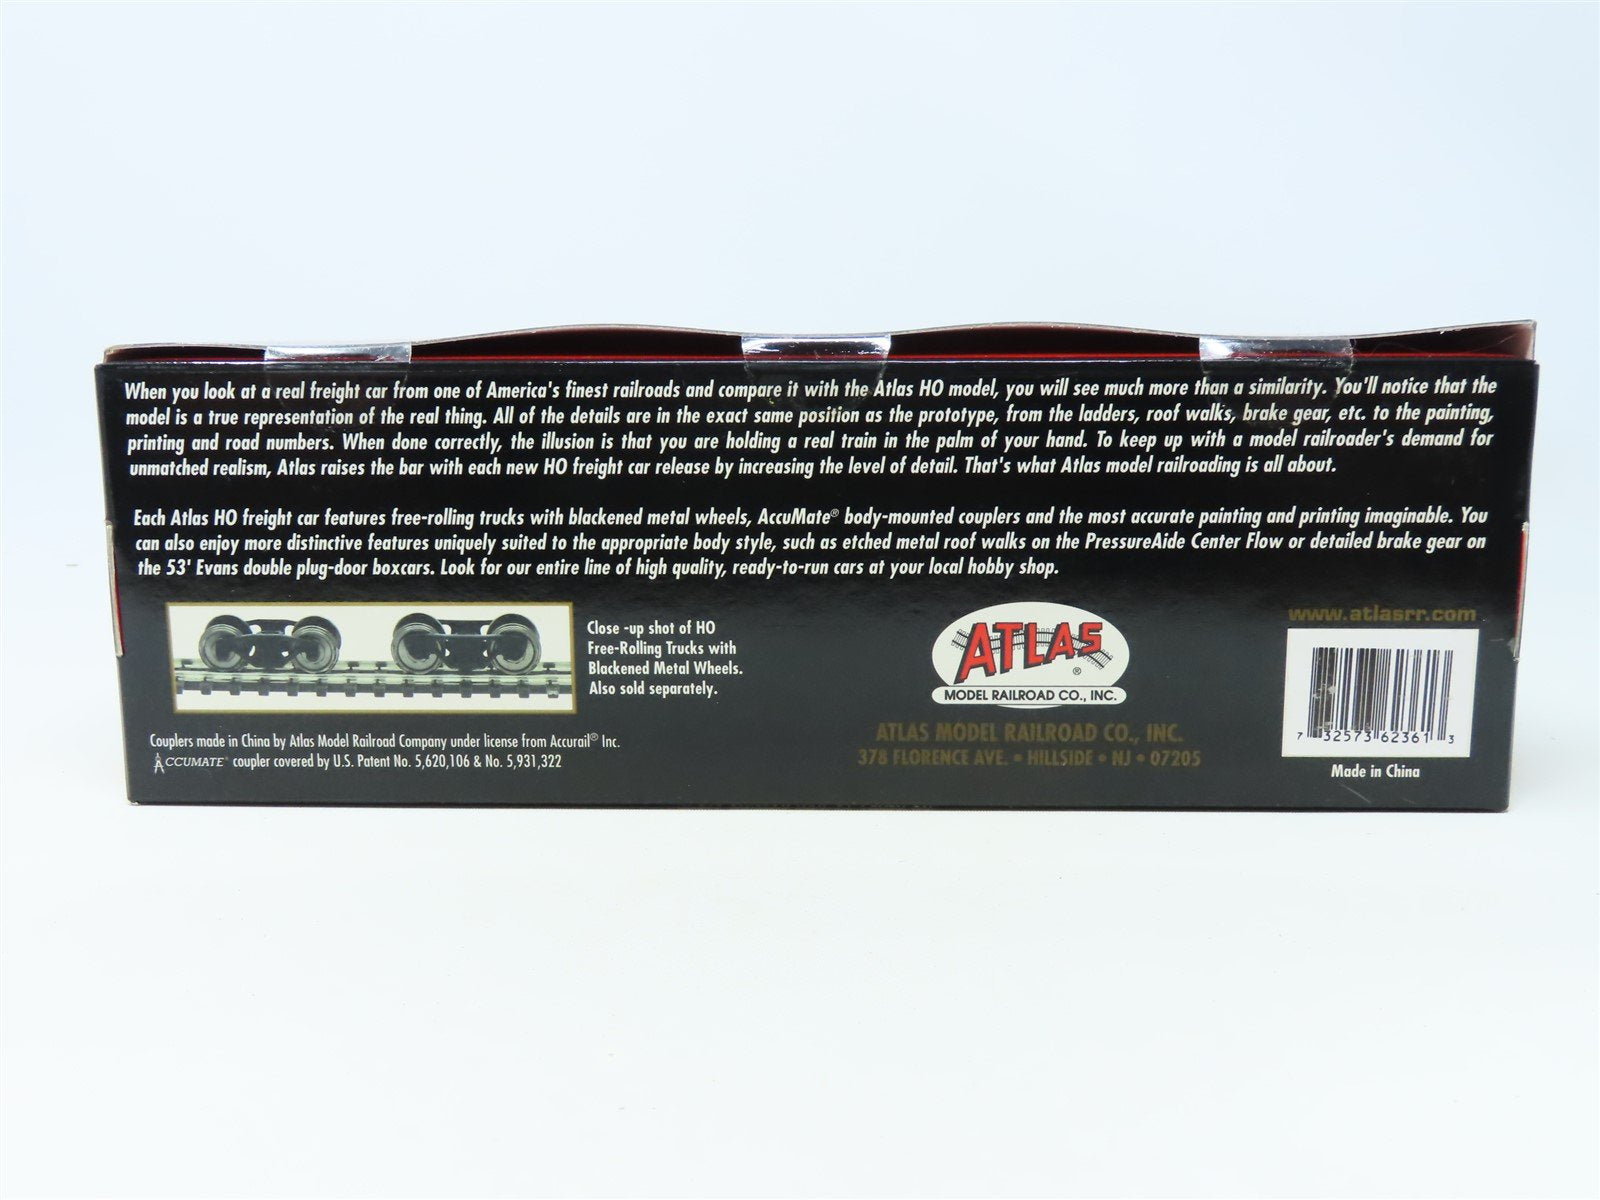 When you look at a real freight car from one of America's finest railroads and compare it with the Atlas HO model, you will see much more than a similarity. You'll notice that the
model is a true representation of the real thing. All of the details are in the exact same position as the prototype, from the ladders, roof walks, brake gear, etc. to the painting,
printing and road numbers. When done correctly, the illusion is that you are holding a real train in the palm of your hand. To keep up with a model railroader's demand for
unmatched realism, Atlas raises the bar with each new HO freight car release by increasing the level of detail. That's what Atlas model railroading is all about.
Each Atlas HO freight car features free-rolling trucks with blackened metal wheels, AccuMate® body-mounted couplers and the most accurate painting and printing imaginable. You
can also enjoy more distinctive features uniquely suited to the appropriate body style, such as etched metal roof walks on the PressureAide Center Flow or detailed brake gear on
the 53' Evans double plug-door boxcars. Look for our entire line of high quality, ready-to-run cars at your local hobby shop.
Close -up shot of HO
Free-Rolling Trucks with
Blackened Metal Wheels.
Also sold separately.
Couplers made in China by Atlas Model Railroad Company under license from Accurail® Inc.
ACCUMATE® coupler covered by U.S. Patent No. 5,620,106 & No. 5,931,322
ATLAS®
MODEL RAILROAD CO., INC.
ATLAS MODEL RAILROAD CO., INC.
378 FLORENCE AVE. • HILLSIDE • NJ • 07205
www.atlasrr.com
7 32573 62361 3
Made in China